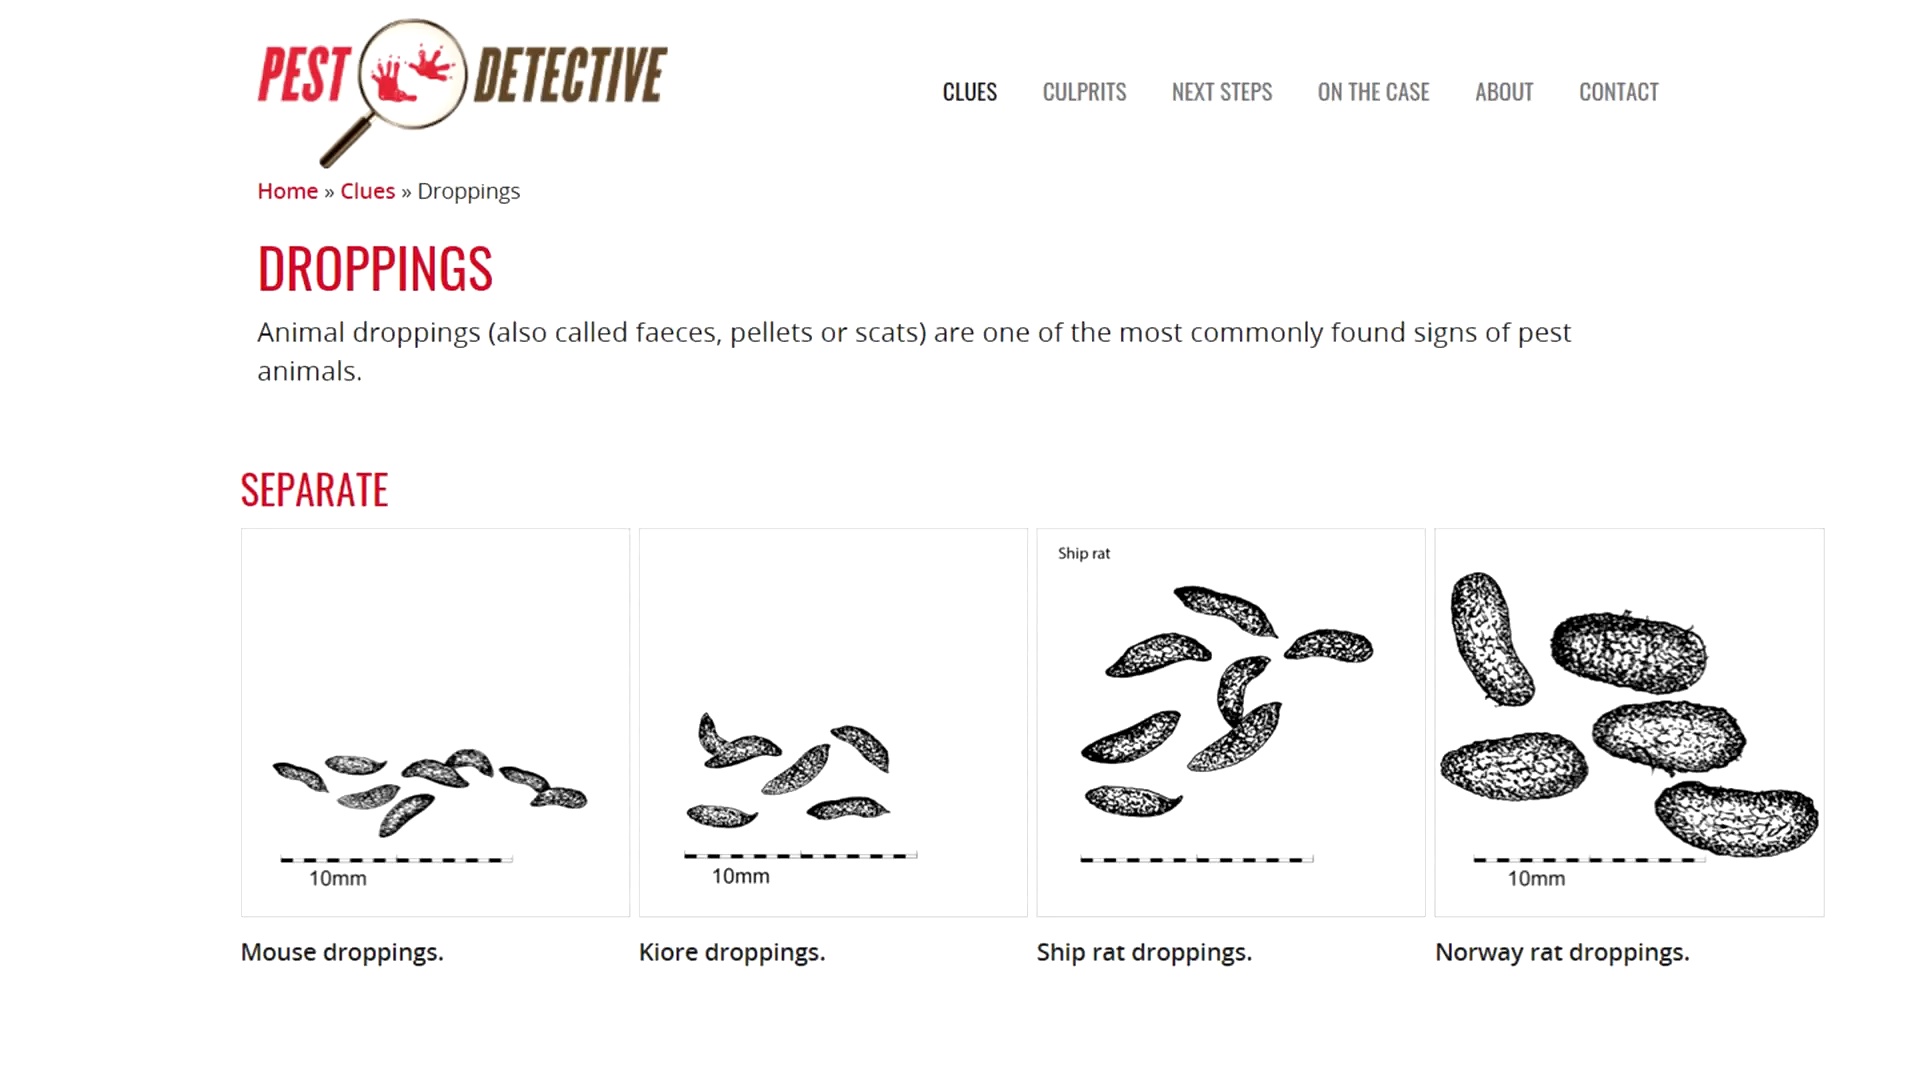 PEST DETECTIVE
CLUES CULPRITS NEXT STEPS ON THE CASE ABOUT CONTACT
Home » Clues » Droppings
DROPPINGS
Animal droppings (also called faeces, pellets or scats) are one of the most commonly found signs of pest
animals.
SEPARATE
Ship rat
10mm
10mm
10mm
Mouse droppings.
Kiore droppings.
Ship rat droppings.
Norway rat droppings.